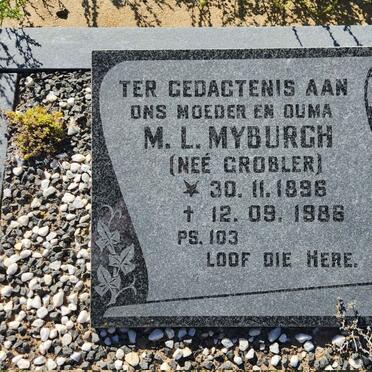 TER GEDAGTENIS AAN
ONS MOEDER EN OUMA
M. L. MYBURGH
(NEÉ GROBLER)
★ 30. 11. 1896
† 12. 09. 1986
PS. 103
LOOF DIE HERE.